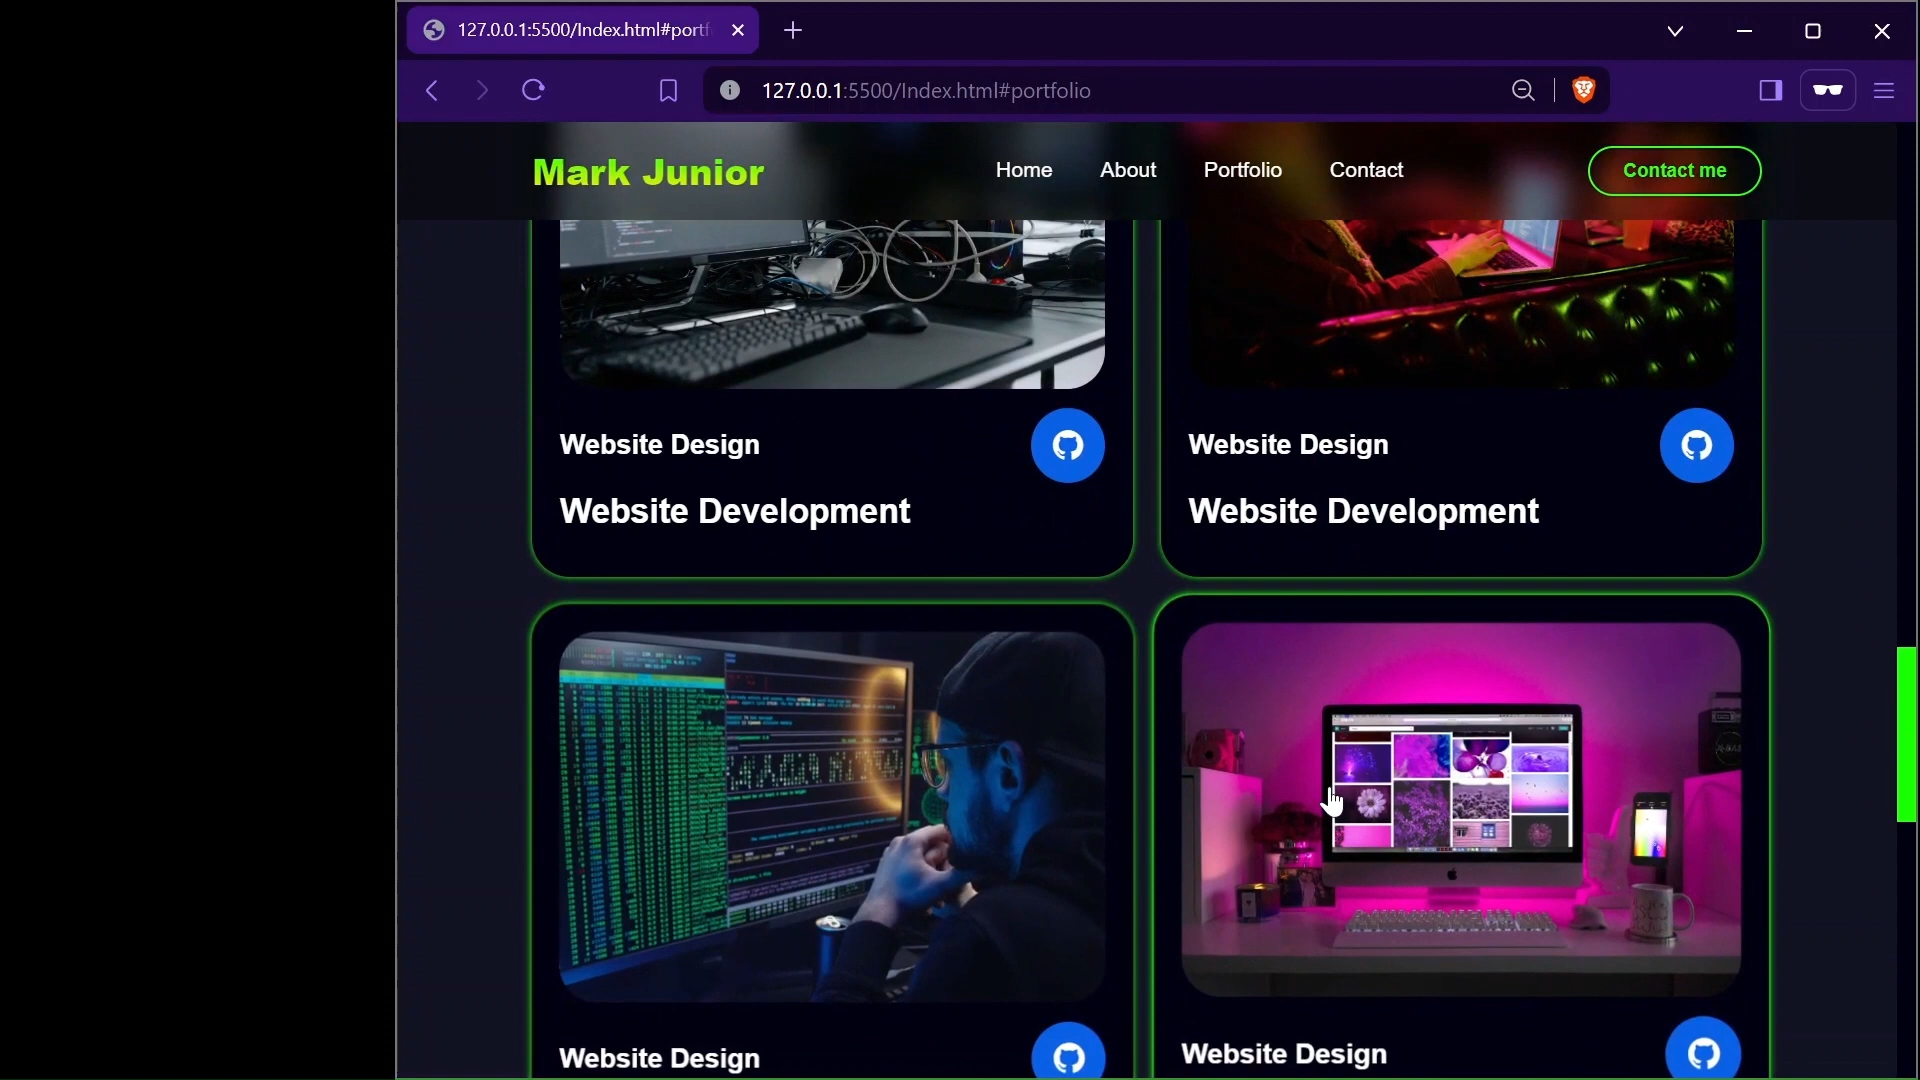 127.0.0.1:5500/Index.html#portf
127.0.0.1:5500/Index.html#portfolio
Mark Junior
Home
About
Portfolio
Contact
Contact me
Website Design
Website Development
Website Design
Website Development
Website Design
Website Design